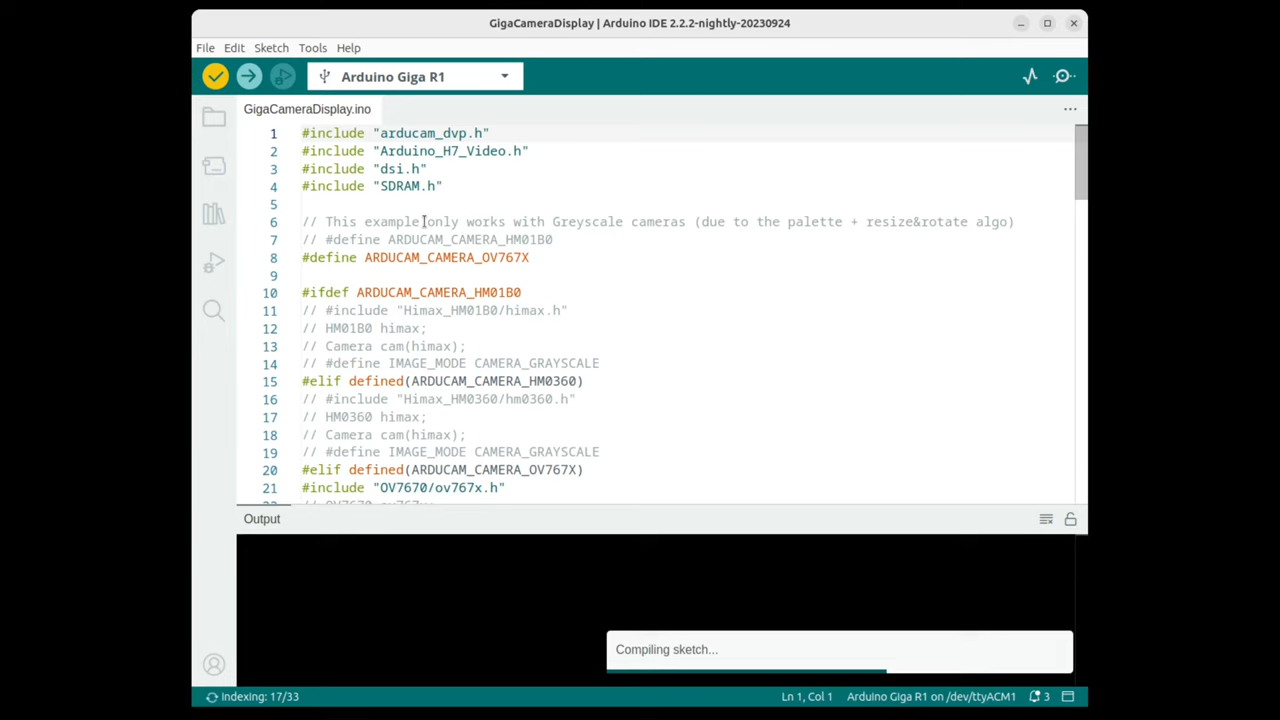 GigaCameraDisplay | Arduino IDE 2.2.2-nightly-20230924
File Edit Sketch Tools Help
Arduino Giga R1
GigaCameraDisplay.ino
1 #include "arducam_dvp.h"
2 #include "Arduino_H7_Video.h"
3 #include "dsi.h"
4 #include "SDRAM.h"
5
6 // This example only works with Greyscale cameras (due to the palette + resize&rotate algo)
7 // #define ARDUCAM_CAMERA_HM01B0
8 #define ARDUCAM_CAMERA_OV767X
9
10 #ifdef ARDUCAM_CAMERA_HM01B0
11 // #include "Himax_HM01B0/himax.h"
12 // HM01B0 himax;
13 // Camera cam(himax);
14 // #define IMAGE_MODE CAMERA_GRAYSCALE
15 #elif defined(ARDUCAM_CAMERA_HM0360)
16 // #include "Himax_HM0360/hm0360.h"
17 // HM0360 himax;
18 // Camera cam(himax);
19 // #define IMAGE_MODE CAMERA_GRAYSCALE
20 #elif defined(ARDUCAM_CAMERA_OV767X)
21 #include "OV7670/ov767x.h"
Output
Compiling sketch...
Indexing: 17/33 Ln 1, Col 1 Arduino Giga R1 on /dev/ttyACM1 3